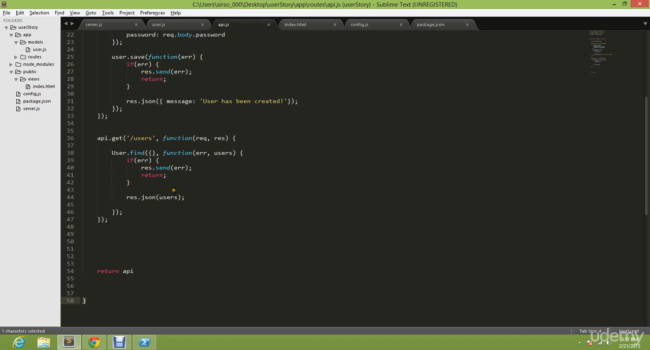 C:\Users\airso_000\Desktop\userStory\app\routes\api.js (userStory) - Sublime Text (UNREGISTERED)
File Edit Selection Find View Goto Tools Project Preferences Help
FOLDERS
userStory
app
models
user.js
routes
node_modules
public
views
index.html
config.js
package.json
server.js
server.js user.js api.js index.html config.js package.json
22 password: req.body.password
23 });
24
25 user.save(function(err) {
26 if(err) {
27 res.send(err);
28 return;
29 }
30
31 res.json({ message: 'User has been created!'});
32 });
33 });
34
35
36 api.get('/users', function(req, res) {
37
38 User.find({}, function(err, users) {
39 if(err) {
40 res.send(err);
41 return;
42 }
43
44 res.json(users);
45
46 });
47 });
48
49
50
51
52
53
54 return api
55
56
57
58 }
Tab Size: 4 JavaScript
udemy